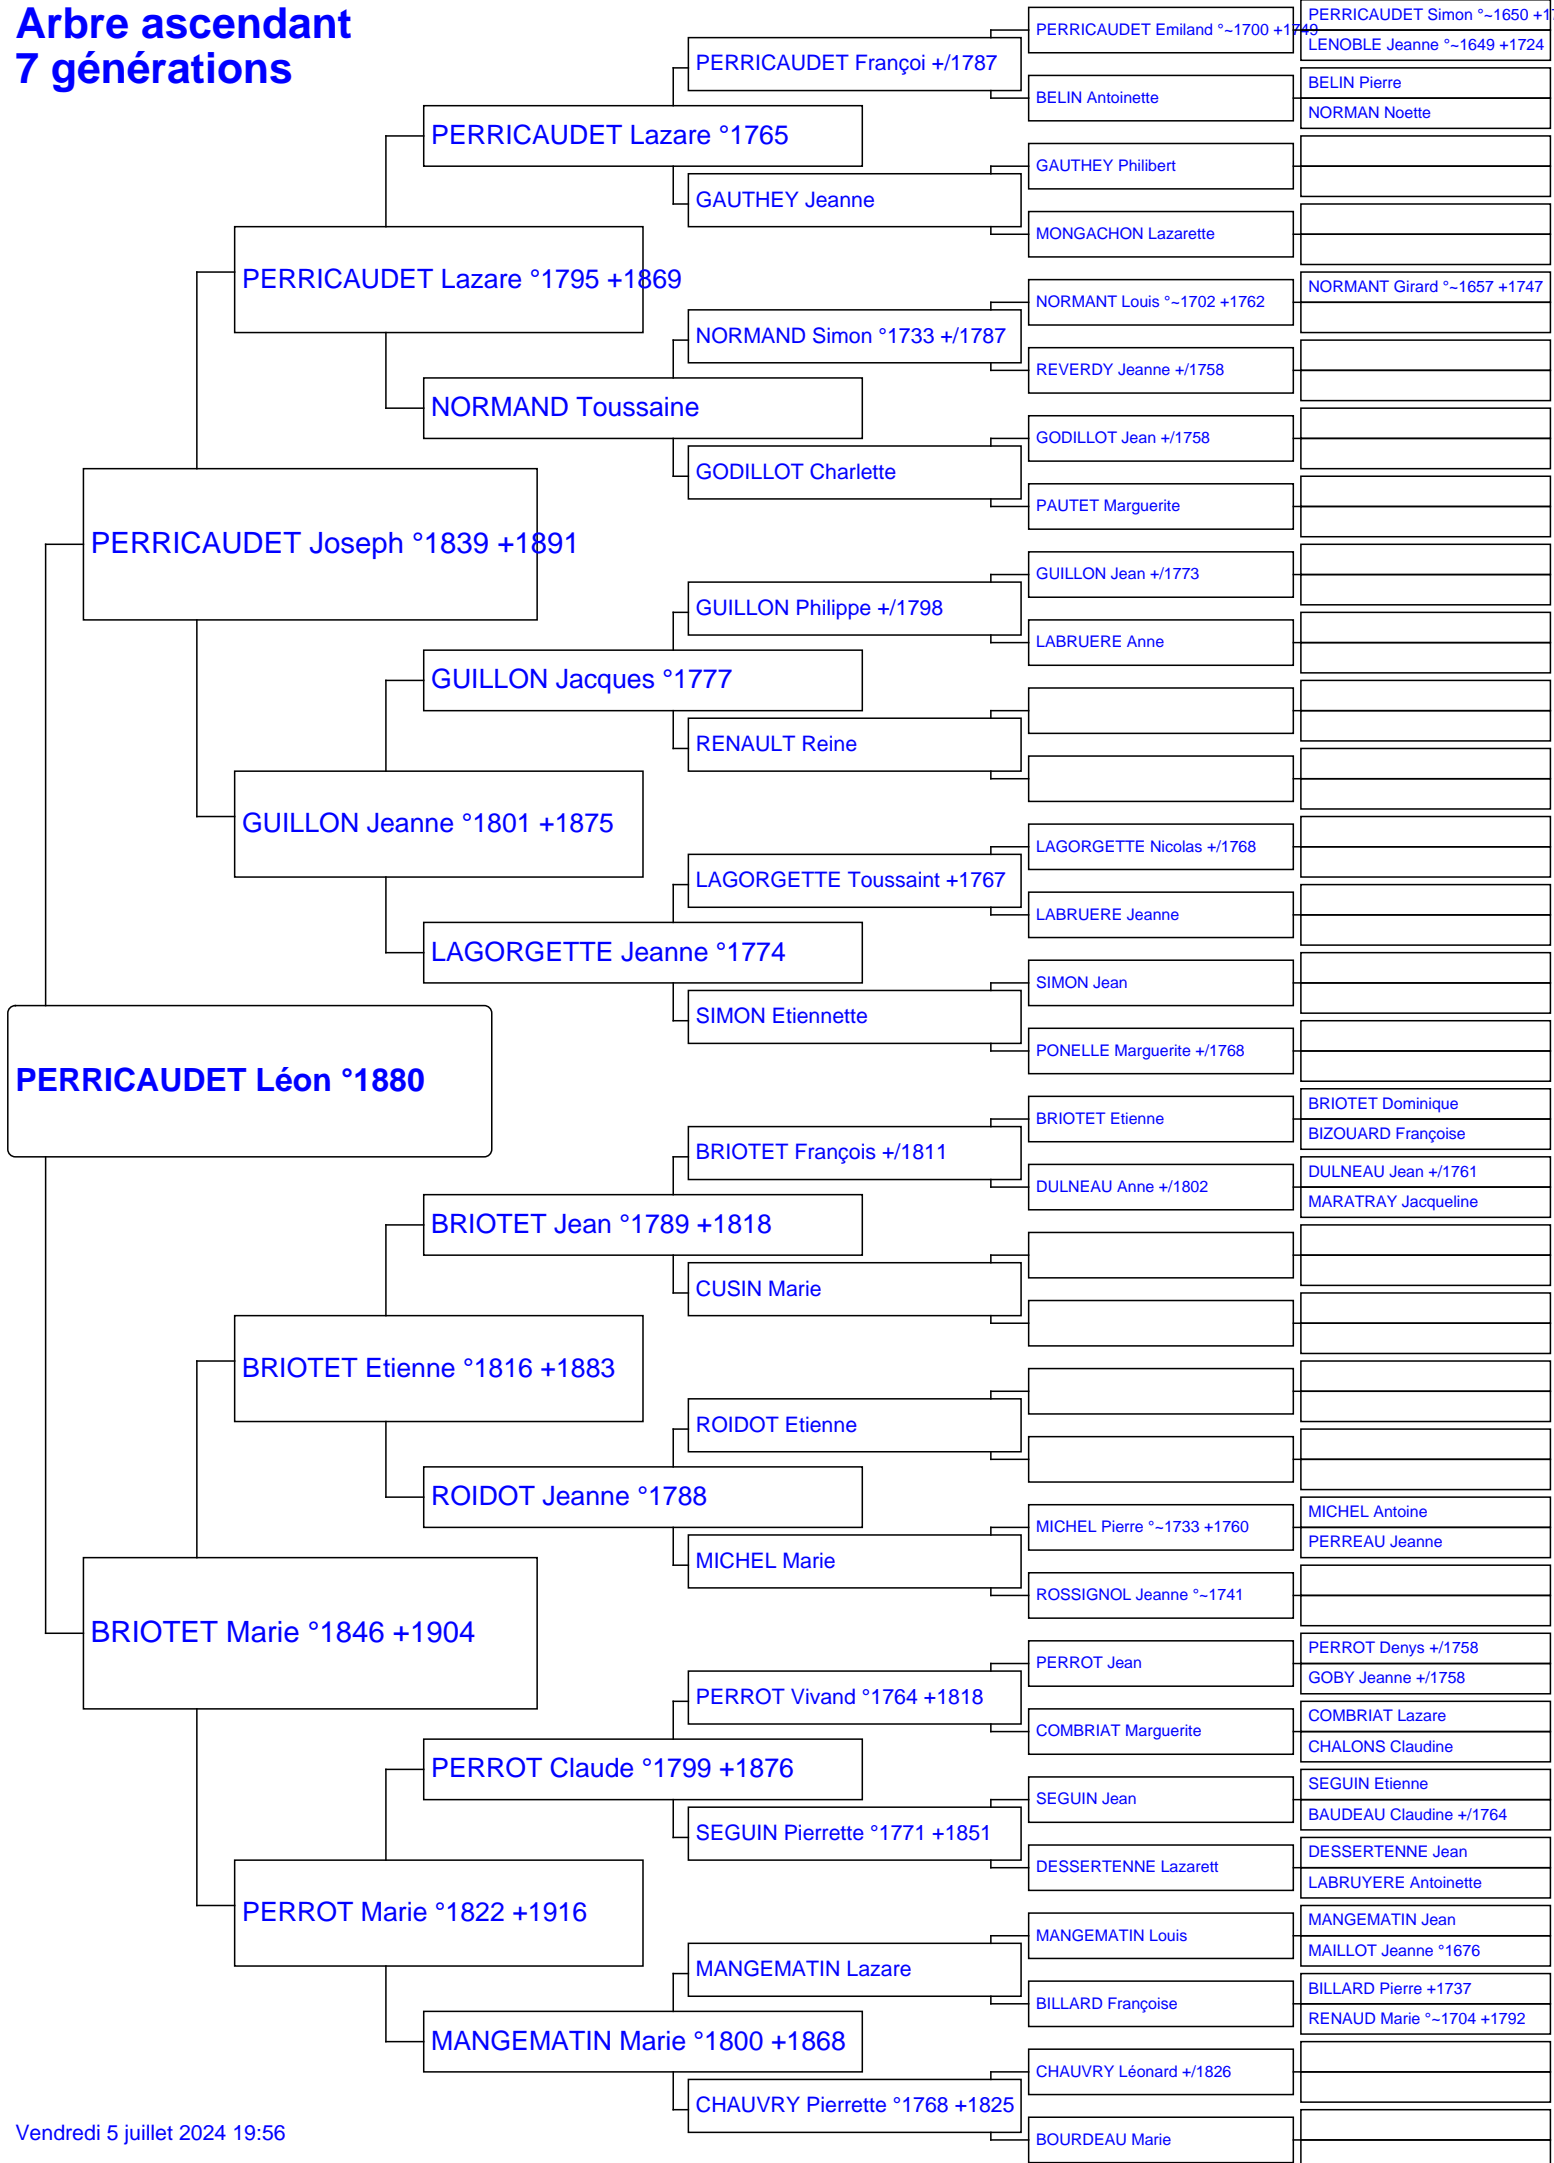 Arbre ascendant
7 générations
PERRICAUDET Léon °1880
PERRICAUDET Joseph °1839 +1891
BRIOTET Marie °1846 +1904
PERRICAUDET Lazare °1795 +1869
GUILLON Jeanne °1801 +1875
BRIOTET Etienne °1816 +1883
PERROT Marie °1822 +1916
PERRICAUDET Lazare °1765
NORMAND Toussaine
GUILLON Jacques °1777
LAGORGETTE Jeanne °1774
BRIOTET Jean °1789 +1818
ROIDOT Jeanne °1788
PERROT Claude °1799 +1876
MANGEMATIN Marie °1800 +1868
PERRICAUDET Françoi +/1787
GAUTHEY Jeanne
NORMAND Simon °1733 +/1787
GODILLOT Charlette
GUILLON Philippe +/1798
RENAULT Reine
LAGORGETTE Toussaint +1767
SIMON Etiennette
BRIOTET François +/1811
CUSIN Marie
ROIDOT Etienne
MICHEL Marie
PERROT Vivand °1764 +1818
SEGUIN Pierrette °1771 +1851
MANGEMATIN Lazare
CHAUVRY Pierrette °1768 +1825
PERRICAUDET Emiland °~1700 +1749
BELIN Antoinette
GAUTHEY Philibert
MONGACHON Lazarette
NORMANT Louis °~1702 +1762
REVERDY Jeanne +/1758
GODILLOT Jean +/1758
PAUTET Marguerite
GUILLON Jean +/1773
LABRUERE Anne
LAGORGETTE Nicolas +/1768
LABRUERE Jeanne
SIMON Jean
PONELLE Marguerite +/1768
BRIOTET Etienne
DULNEAU Anne +/1802
MICHEL Pierre °~1733 +1760
ROSSIGNOL Jeanne °~1741
PERROT Jean
COMBRIAT Marguerite
SEGUIN Jean
DESSERTENNE Lazarett
MANGEMATIN Louis
BILLARD Françoise
CHAUVRY Léonard +/1826
BOURDEAU Marie
PERRICAUDET Simon °~1650
LENOBLE Jeanne °~1649 +1724
BELIN Pierre
NORMAN Noette
NORMANT Girard °~1657 +1747
BRIOTET Dominique
BIZOUARD Françoise
DULNEAU Jean +/1761
MARATRAY Jacqueline
MICHEL Antoine
PERREAU Jeanne
PERROT Denys +/1758
GOBY Jeanne +/1758
COMBRIAT Lazare
CHALONS Claudine
SEGUIN Etienne
BAUDEAU Claudine +/1764
DESSERTENNE Jean
LABRUYERE Antoinette
MANGEMATIN Jean
MAILLOT Jeanne °1676
BILLARD Pierre +1737
RENAUD Marie °~1704 +1792
Vendredi 5 juillet 2024 19:56